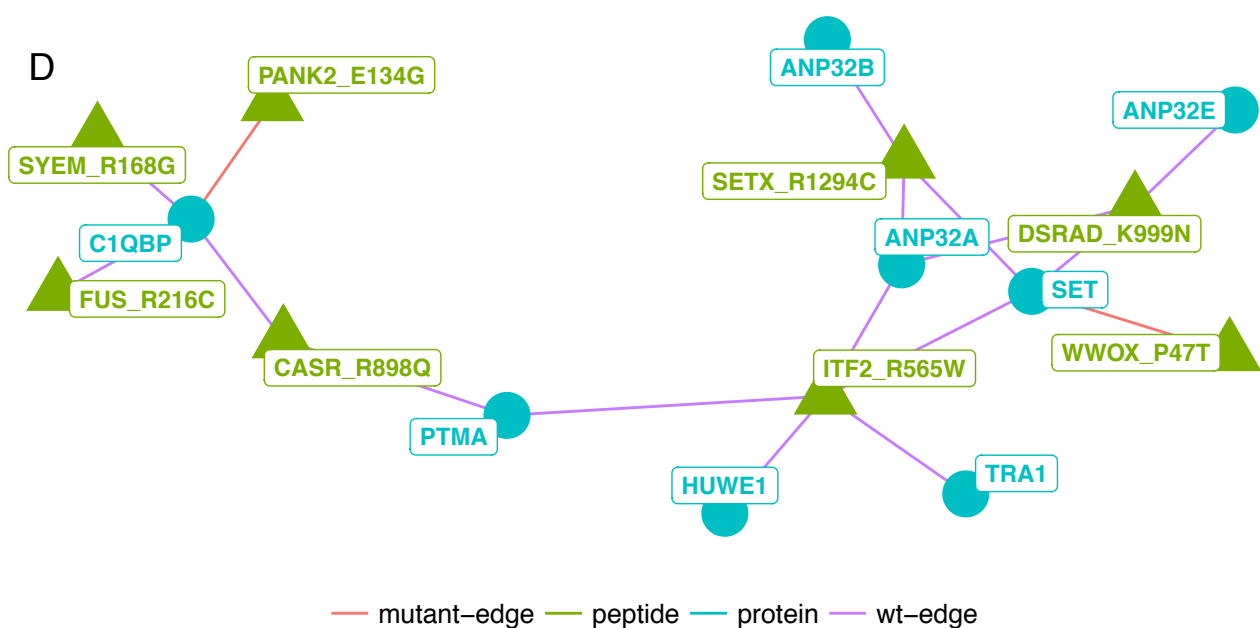 D
PANK2_E134G
ANP32B
ANP32E
SYEM_R168G
SETX_R1294C
C1QBP
ANP32A
DSRAD_K999N
FUS_R216C
SET
WWOX_P47T
CASR_R898Q
ITF2_R565W
PTMA
HUWE1
TRA1
mutant−edge peptide protein wt−edge